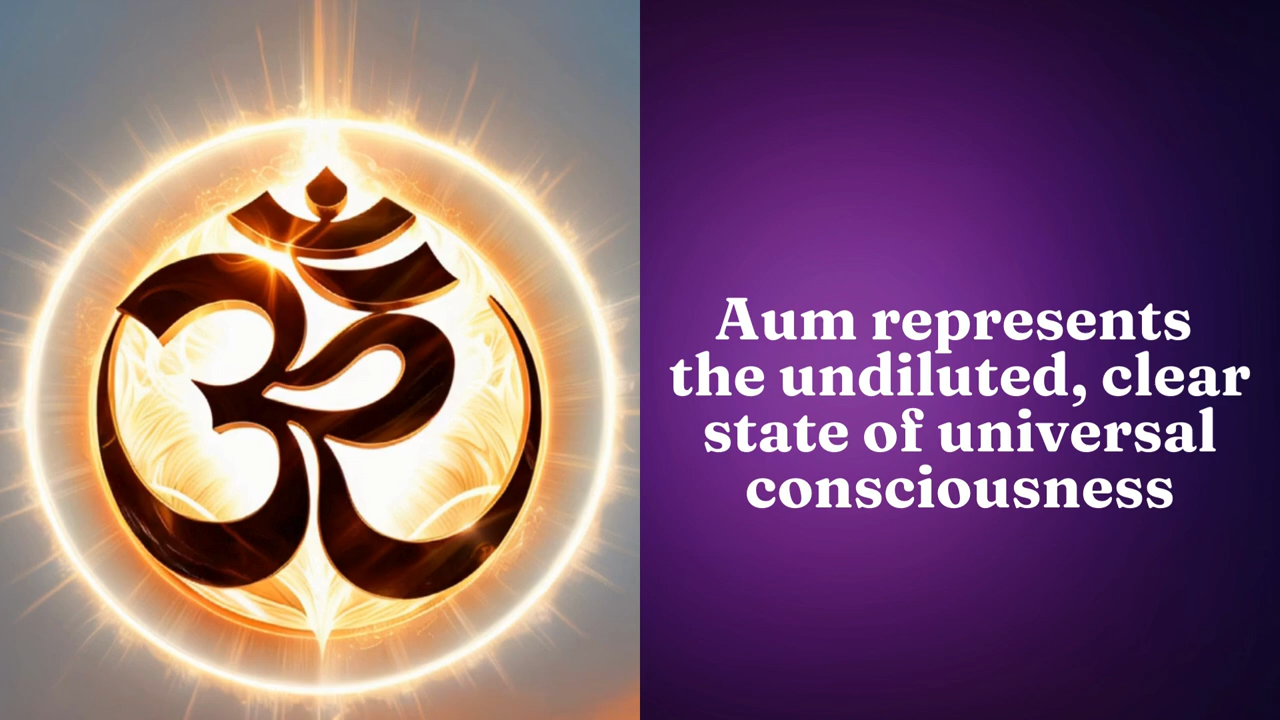 ॐ
Aum represents
the undiluted, clear
state of universal
consciousness